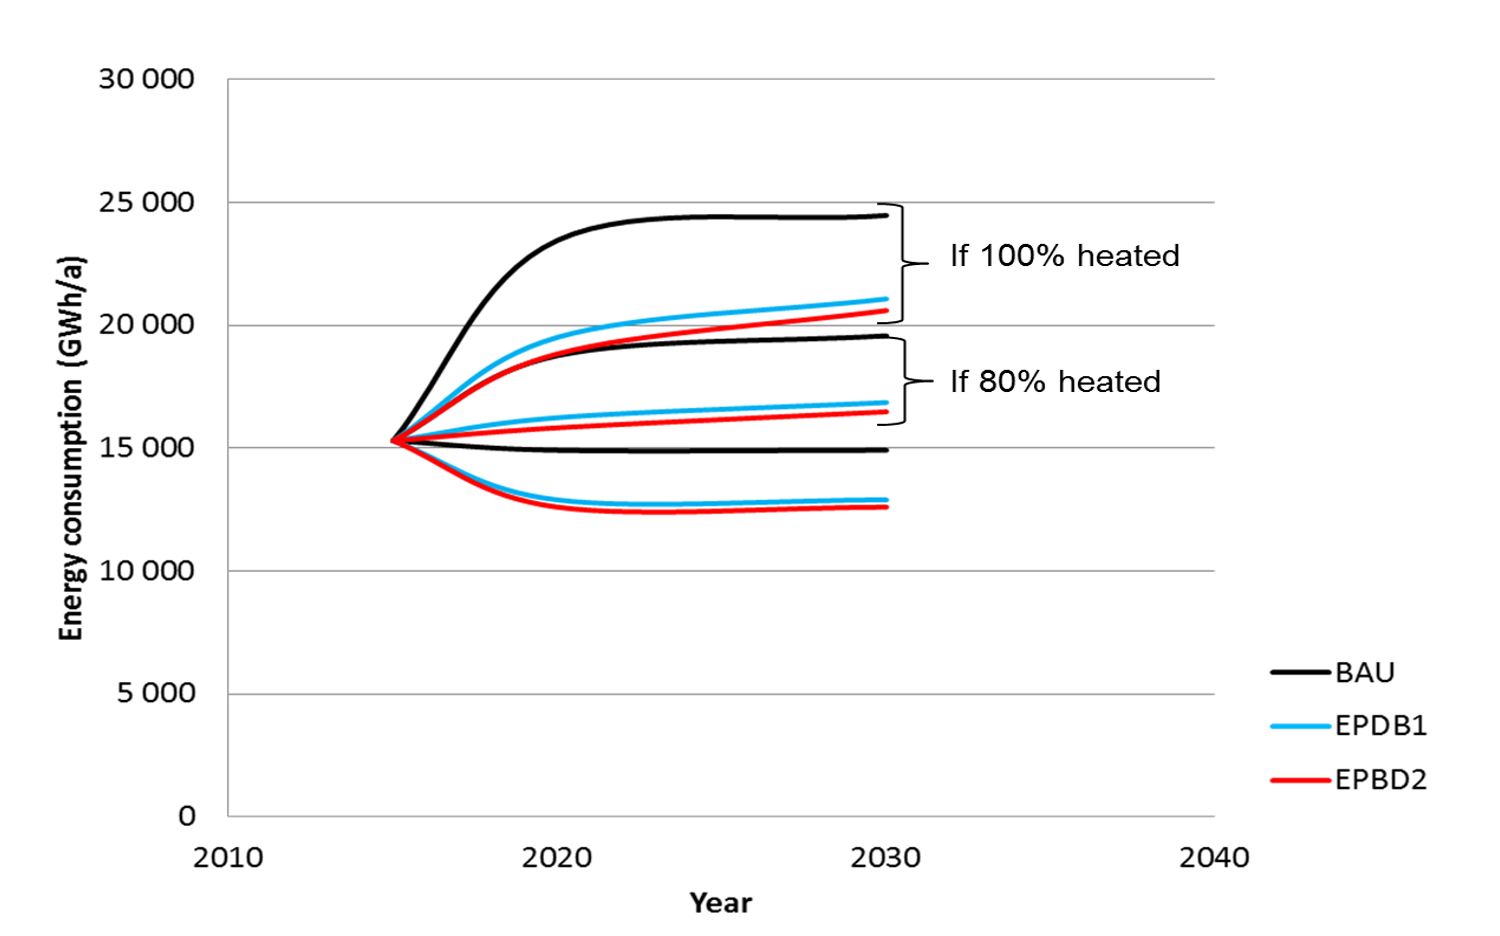 30 000
25 000
20 000
15 000
10 000
5 000
0
Energy consumption (GWh/a)
If 100% heated
If 80% heated
BAU
EPDB1
EPBD2
2010 2020 2030 2040
Year